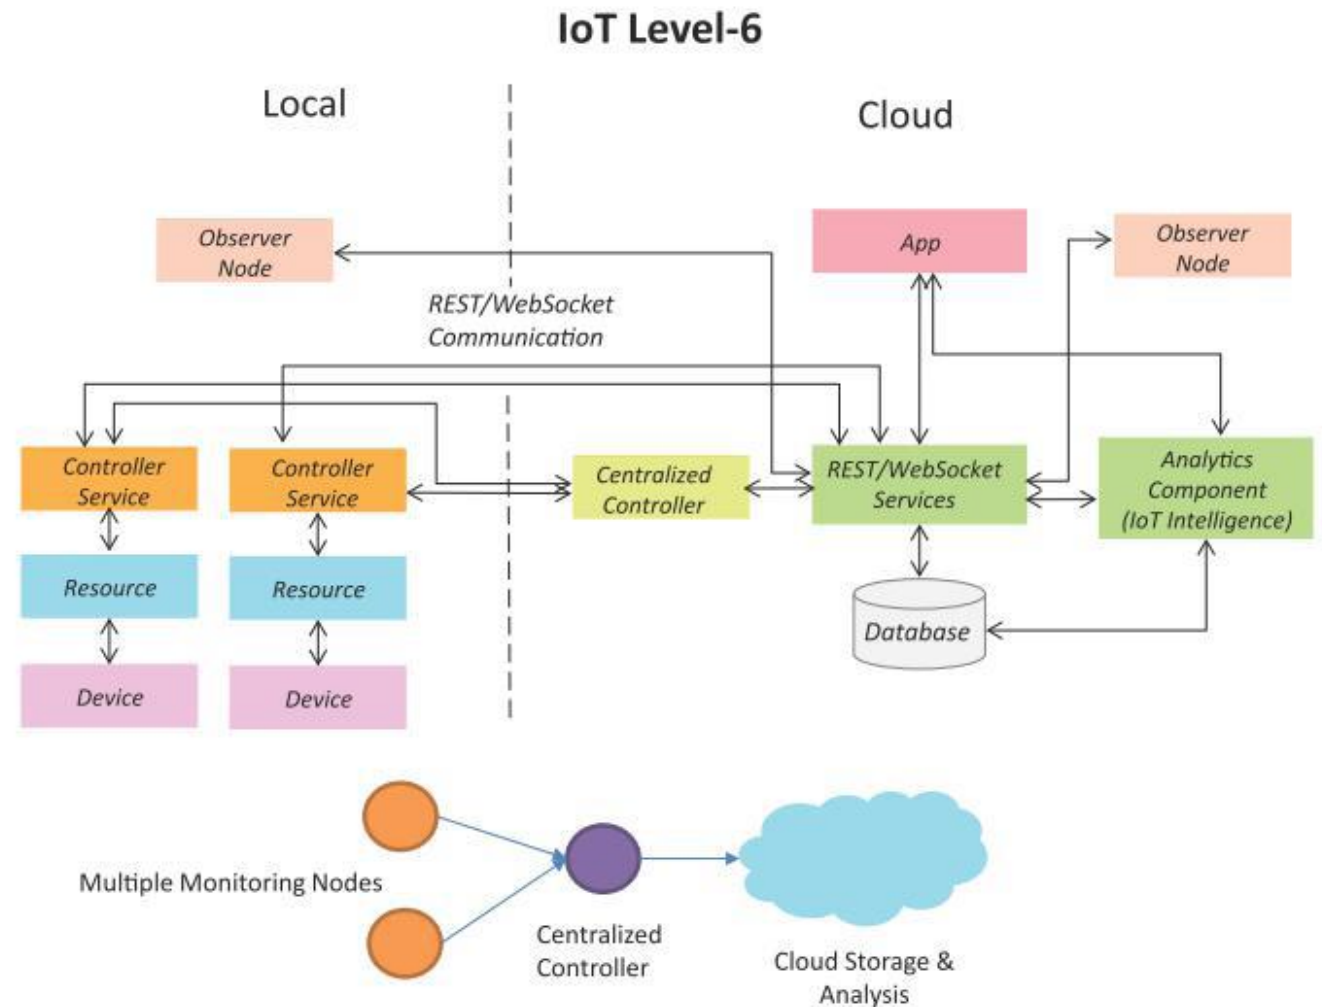 IoT Level-6
Local
Cloud
Observer
Node
App
Observer
Node
REST/WebSocket
Communication
Controller
Service
Controller
Service
Centralized
Controller
REST/WebSocket
Services
Analytics
Component
(IoT Intelligence)
Resource
Resource
Database
Device
Device
Multiple Monitoring Nodes
Centralized
Controller
Cloud Storage &
Analysis